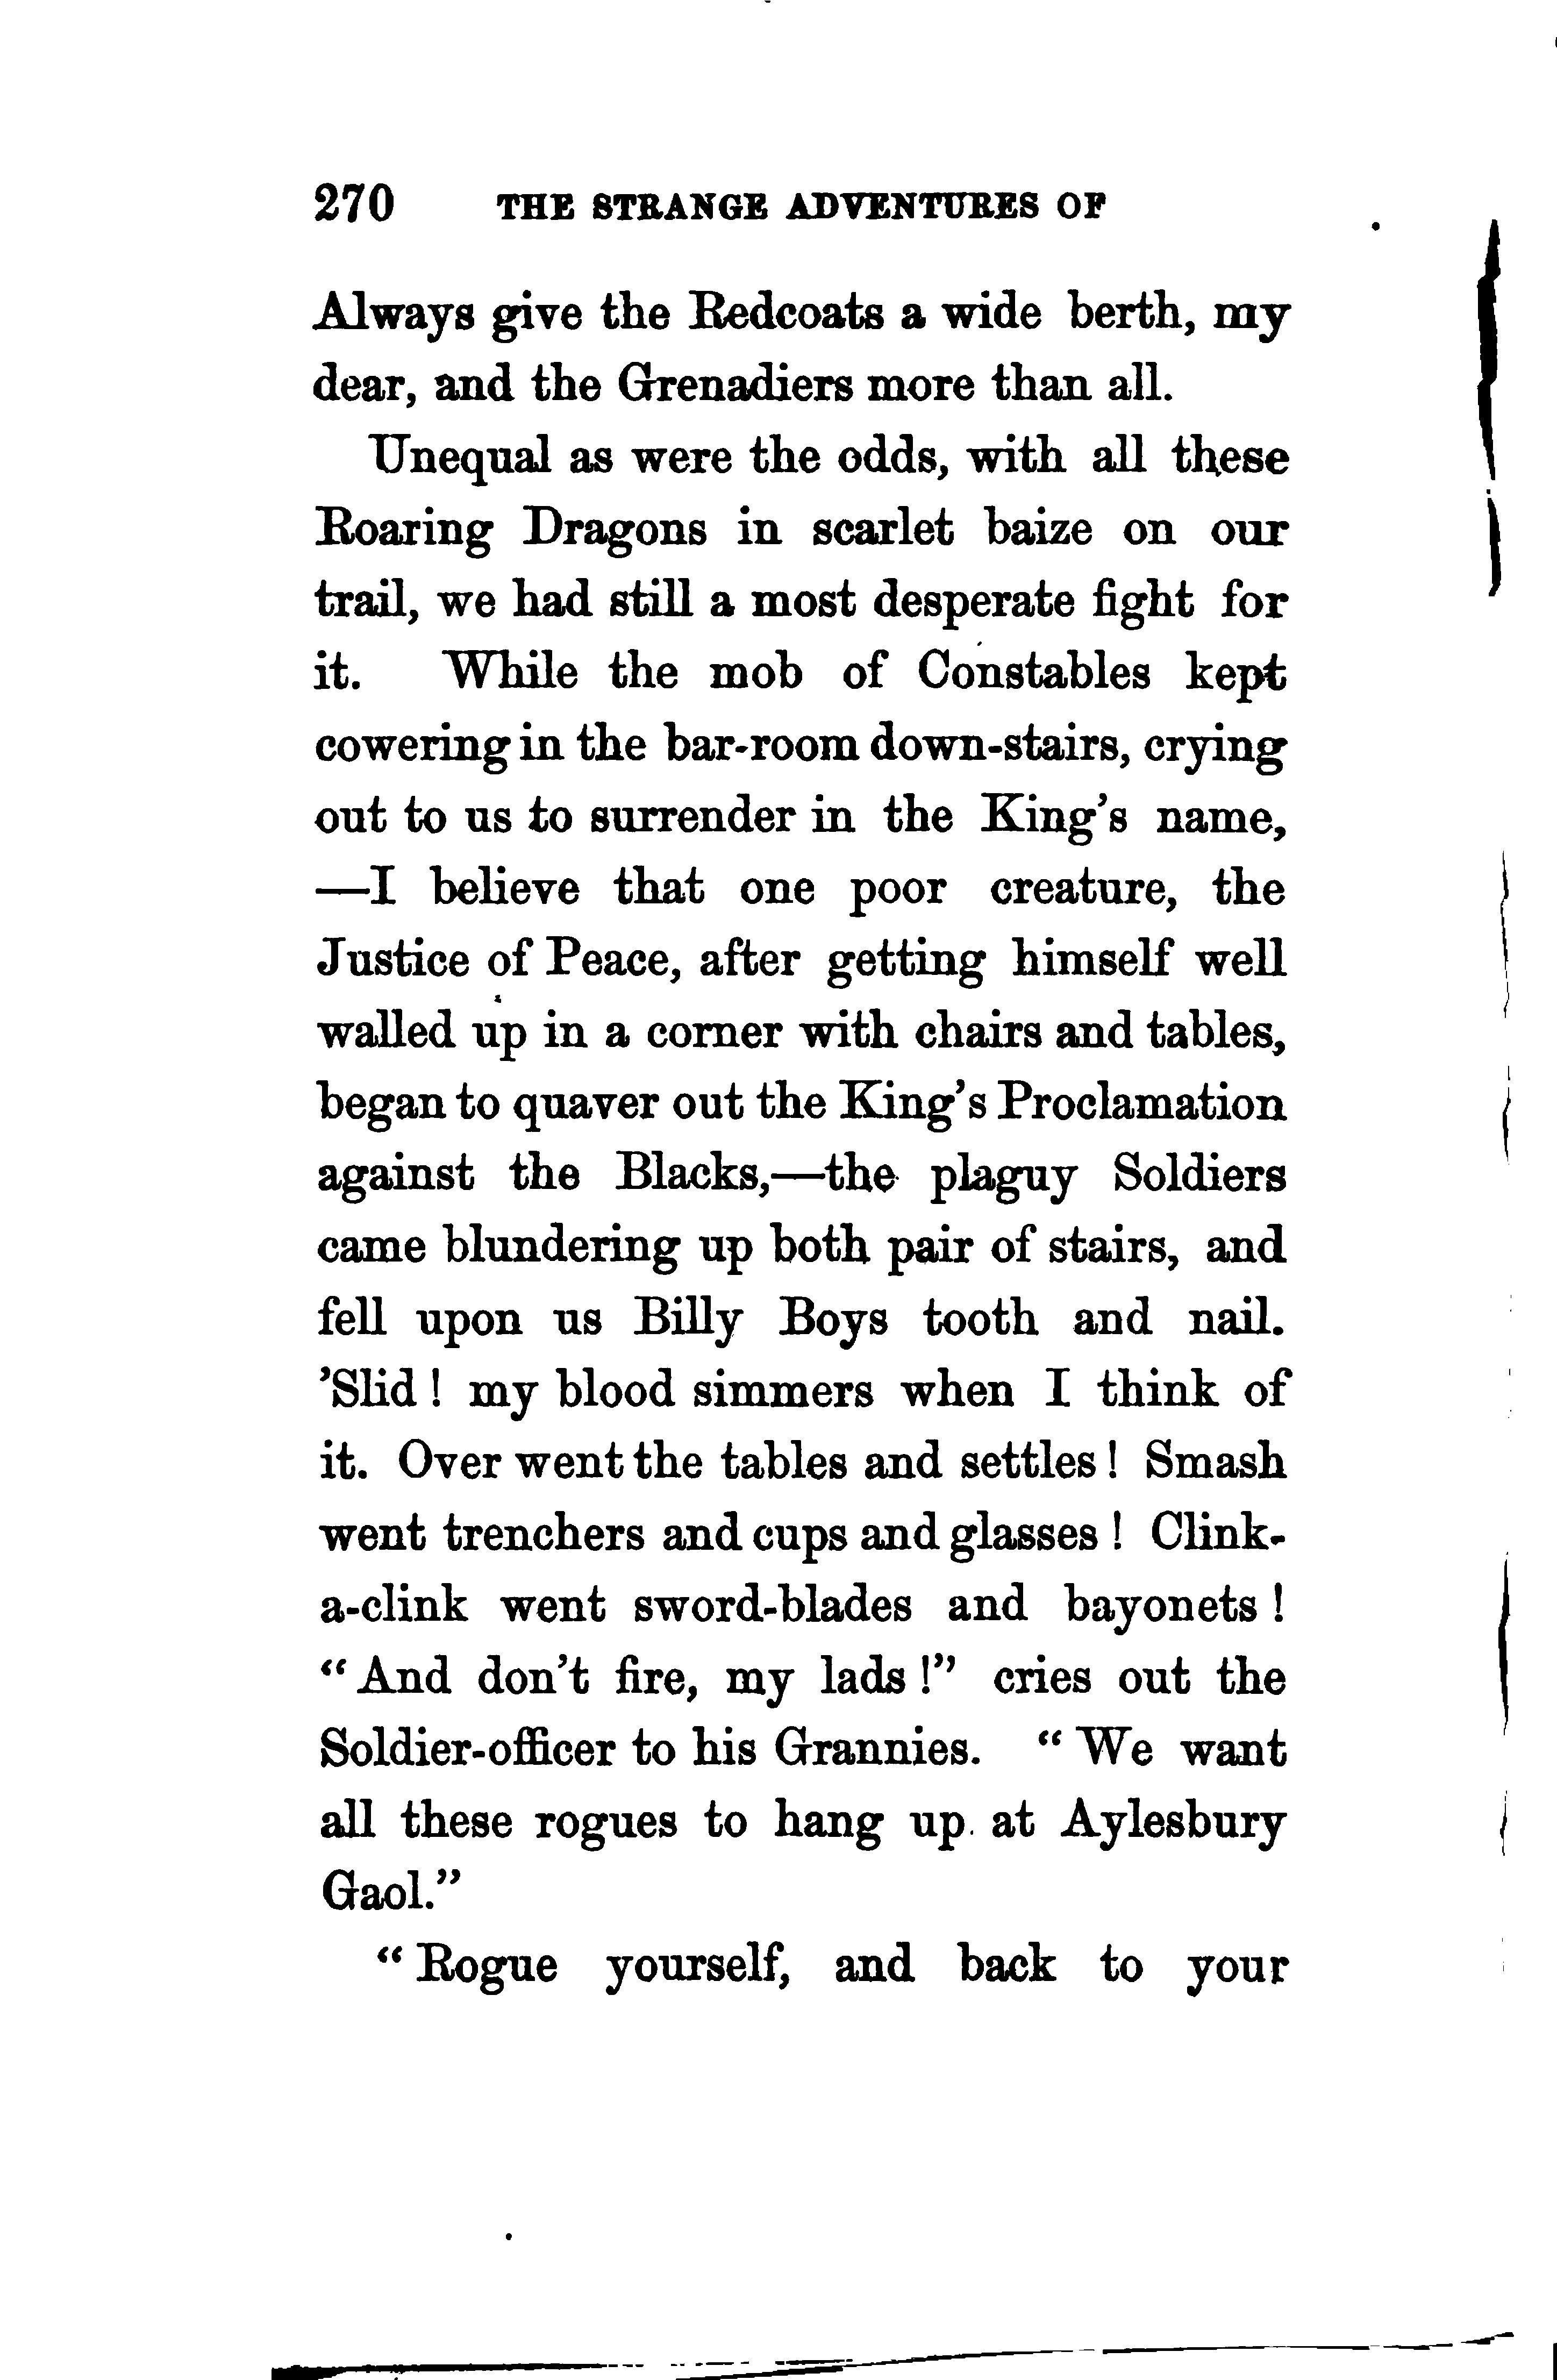 270 THE STRANGE ADVENTURES OF
Always give the Redcoats a wide berth, my
dear, and the Grenadiers more than all.
Unequal as were the odds, with all these
Roaring Dragons in scarlet baize on our
trail, we had still a most desperate fight for
it. While the mob of Constables kept
cowering in the bar-room down-stairs, crying
out to us to surrender in the King's name,
—I believe that one poor creature, the
Justice of Peace, after getting himself well
walled up in a corner with chairs and tables,
began to quaver out the King's Proclamation
against the Blacks,—the plaguy Soldiers
came blundering up both pair of stairs, and
fell upon us Billy Boys tooth and nail.
'Slid! my blood simmers when I think of
it. Over went the tables and settles! Smash
went trenchers and cups and glasses! Clink-
a-clink went sword-blades and bayonets!
"And don't fire, my lads!" cries out the
Soldier-officer to his Grannies. "We want
all these rogues to hang up at Aylesbury
Gaol."
"Rogue yourself, and back to your